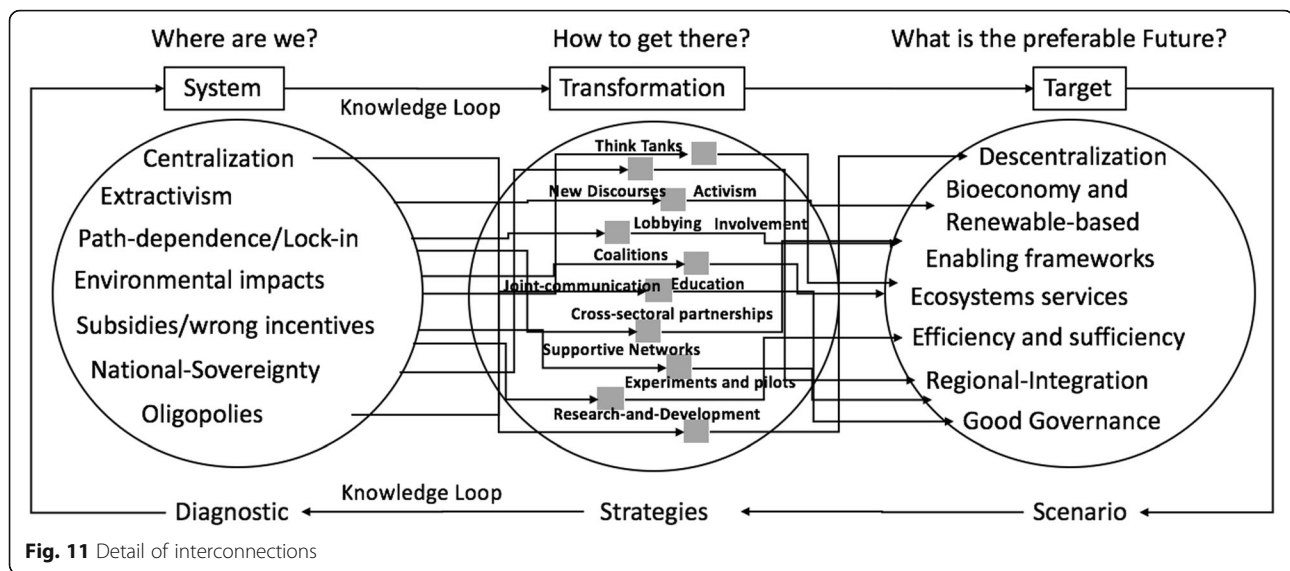 Where are we?
How to get there?
What is the preferable Future?
System
Knowledge Loop
Transformation
Target
Centralization
Extractivism
Path-dependence/Lock-in
Environmental impacts
Subsidies/wrong incentives
National-Sovereignty
Oligopolies
Think Tanks
New Discourses
Activism
Lobbying
Involvement
Coalitions
Joint-communication
Education
Cross-sectoral partnerships
Supportive Networks
Experiments and pilots
Research-and-Development
Descentralization
Bioeconomy and
Renewable-based
Enabling frameworks
Ecosystems services
Efficiency and sufficiency
Regional-Integration
Good Governance
Diagnostic
Knowledge Loop
Strategies
Scenario
Fig. 11 Detail of interconnections